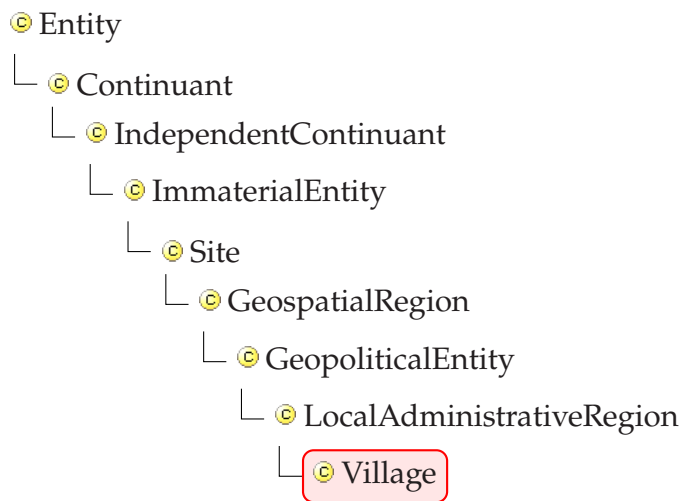 Entity
Continuant
IndependentContinuant
ImmaterialEntity
Site
GeospatialRegion
GeopoliticalEntity
LocalAdministrativeRegion
Village